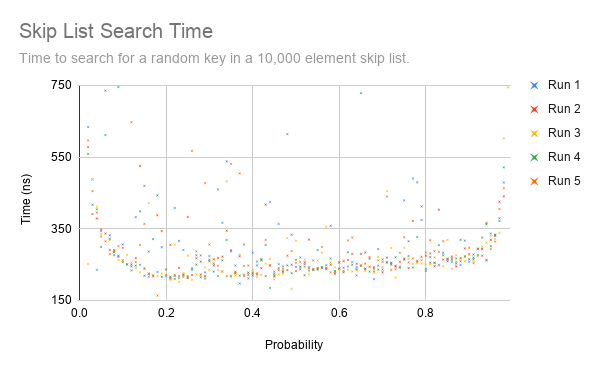 Skip List Search Time
Time to search for a random key in a 10,000 element skip list.
750
550
350
150
Time (ns)
0.0
0.2
0.4
0.6
0.8
Probability
Run 1
Run 2
Run 3
Run 4
Run 5